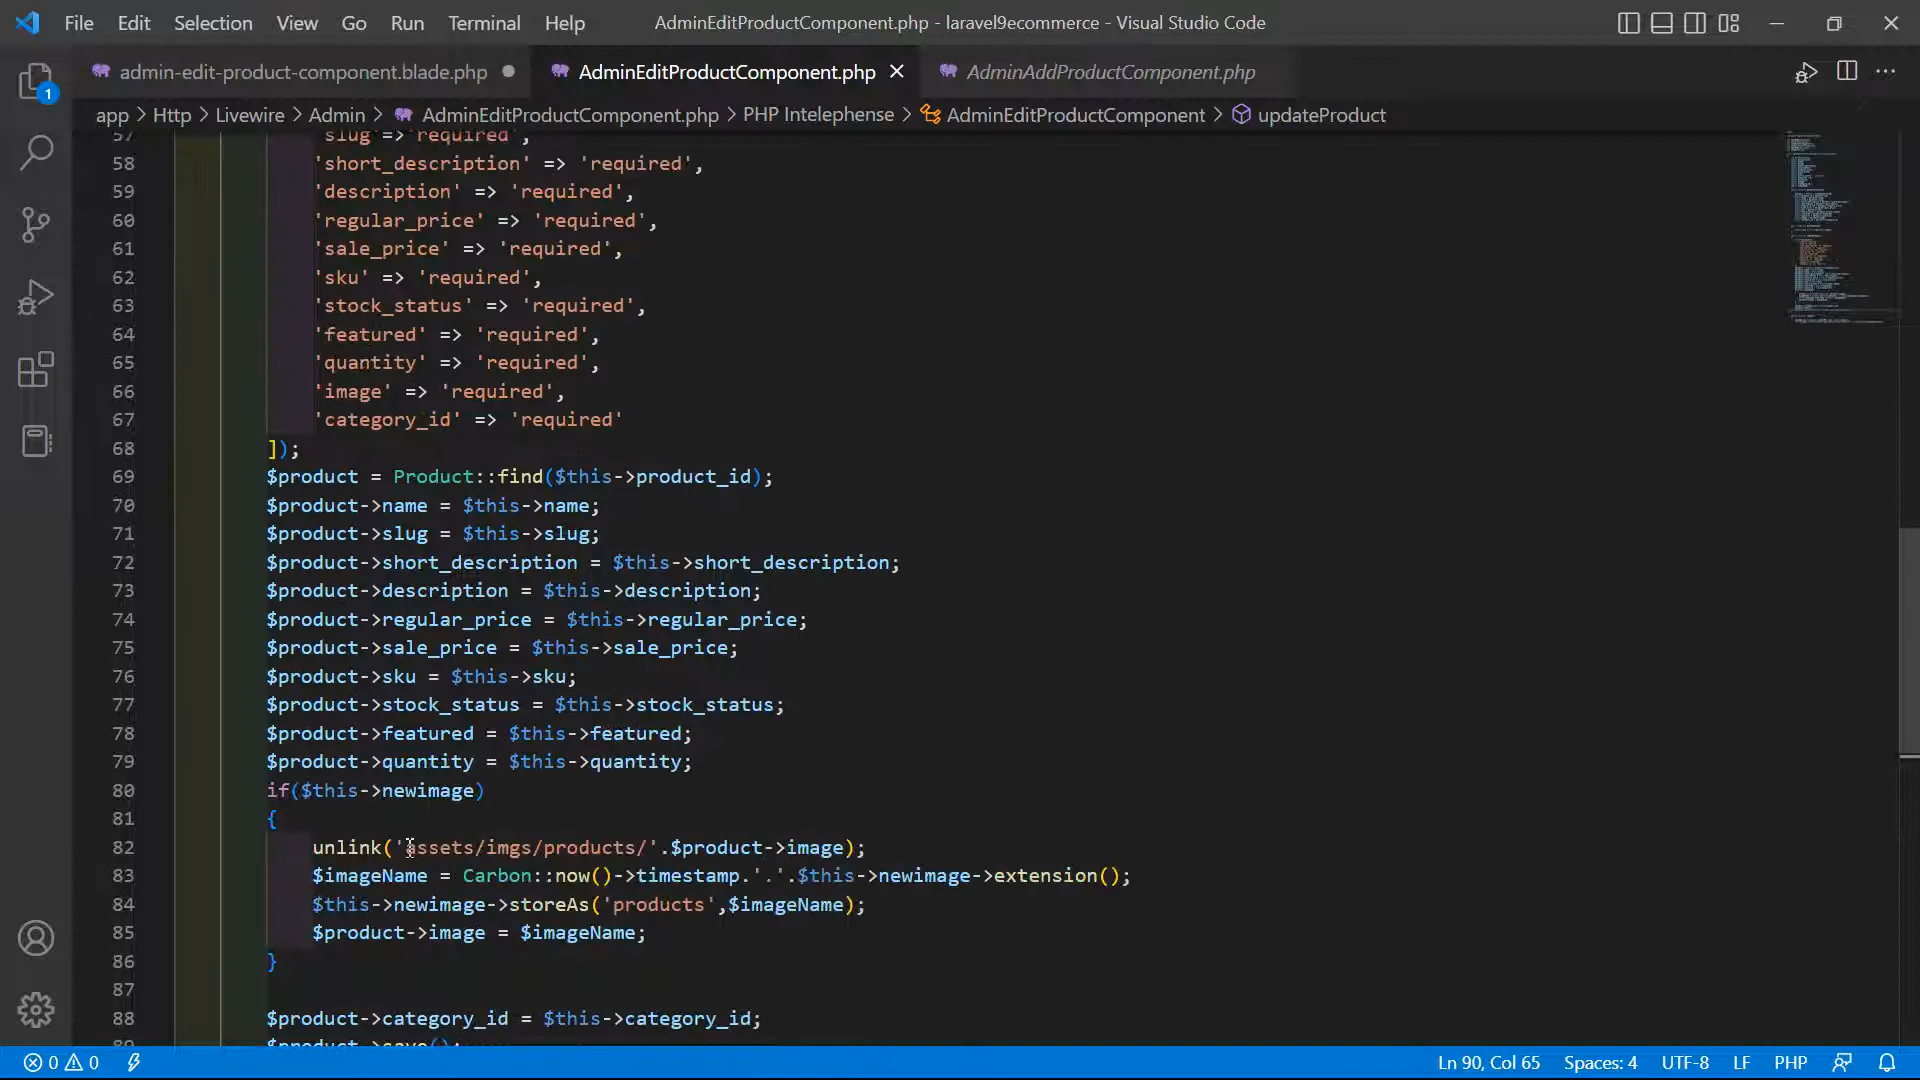 File Edit Selection View Go Run Terminal Help AdminEditProductComponent.php - laravel9ecommerce - Visual Studio Code
1 admin-edit-product-component.blade.php AdminEditProductComponent.php AdminAddProductComponent.php
app > Http > Livewire > Admin > AdminEditProductComponent.php > PHP Intelephense > AdminEditProductComponent > updateProduct
57 'slug' => 'required',
58 'short_description' => 'required',
59 'description' => 'required',
60 'regular_price' => 'required',
61 'sale_price' => 'required',
62 'sku' => 'required',
63 'stock_status' => 'required',
64 'featured' => 'required',
65 'quantity' => 'required',
66 'image' => 'required',
67 'category_id' => 'required'
68 ]);
69 $product = Product::find($this->product_id);
70 $product->name = $this->name;
71 $product->slug = $this->slug;
72 $product->short_description = $this->short_description;
73 $product->description = $this->description;
74 $product->regular_price = $this->regular_price;
75 $product->sale_price = $this->sale_price;
76 $product->sku = $this->sku;
77 $product->stock_status = $this->stock_status;
78 $product->featured = $this->featured;
79 $product->quantity = $this->quantity;
80 if($this->newimage)
81 {
82 unlink('assets/imgs/products/'.$product->image);
83 $imageName = Carbon::now()->timestamp.'.'.$this->newimage->extension();
84 $this->newimage->storeAs('products',$imageName);
85 $product->image = $imageName;
86 }
87
88 $product->category_id = $this->category_id;
89 $product->save();
0 0 Ln 90, Col 65 Spaces: 4 UTF-8 LF PHP